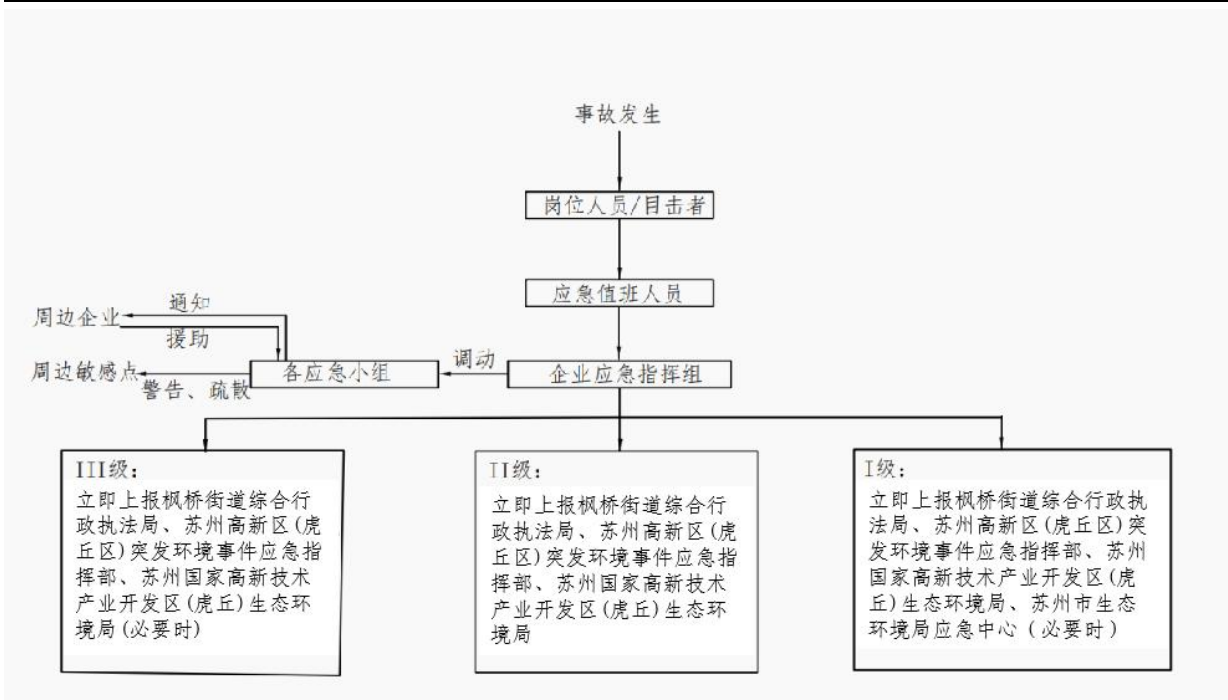 事故发生
岗位人员/目击者
应急值班人员
通知
周边企业
援助
周边敏感点
警告、疏散
各应急小组
调动
企业应急指挥组
III级：
立即上报枫桥街道综合行
政执法局、苏州高新区(虎
丘区)突发环境事件应急指
挥部、苏州国家高新技术
产业开发区(虎丘)生态环
境局(必要时)
II级：
立即上报枫桥街道综合行
政执法局、苏州高新区(虎
丘区)突发环境事件应急指
挥部、苏州国家高新技术
产业开发区(虎丘)生态环
境局
I级；
立即上报枫桥街道综合行政执
法局、苏州高新区(虎丘区)突
发环境事件应急指挥部、苏州
国家高新技术产业开发区(虎
丘)生态环境局、苏州市生态
环境局应急中心（必要时）